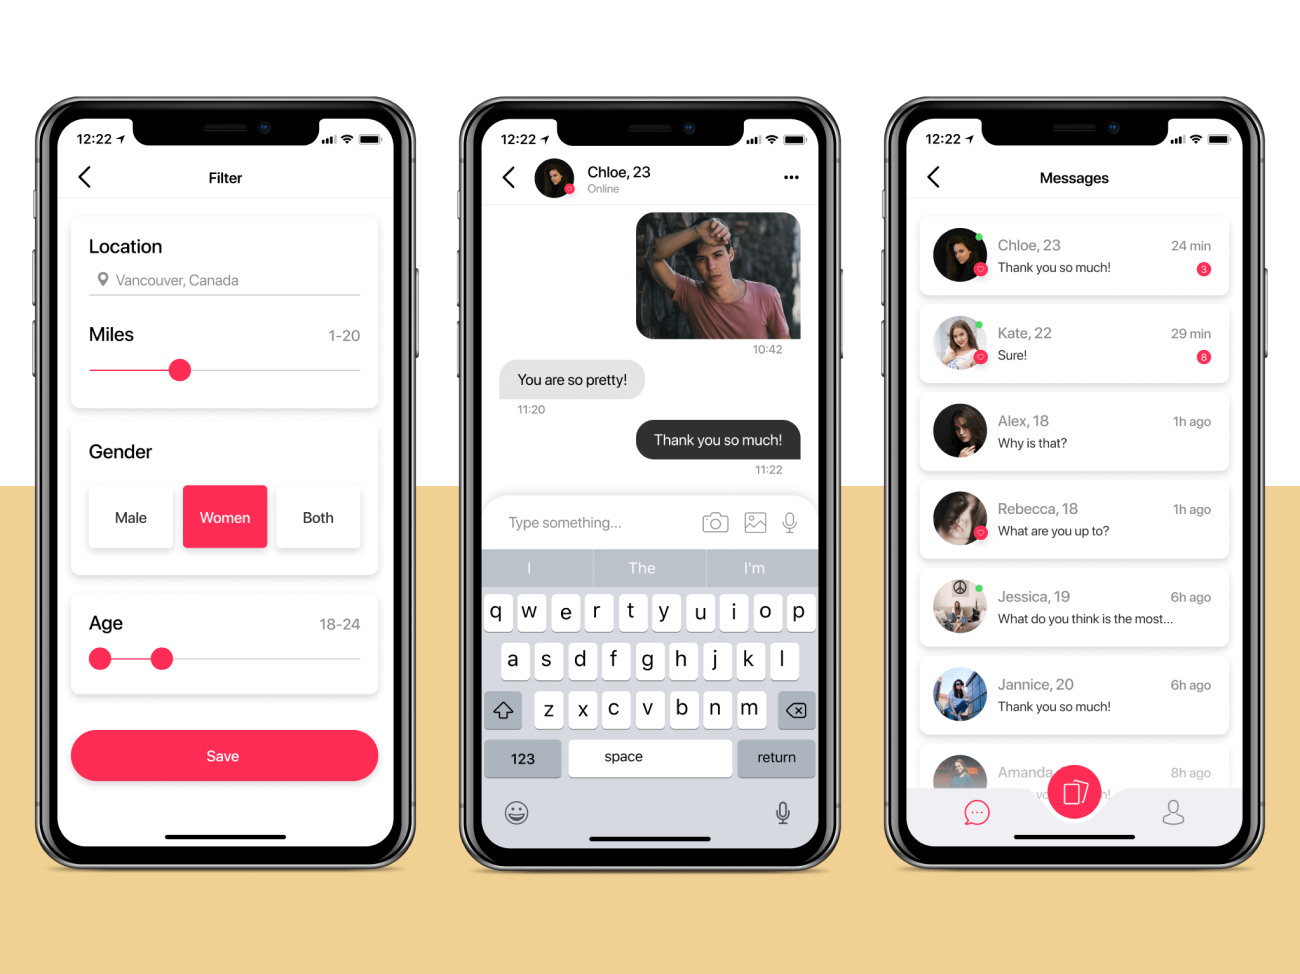 12:22
Filter
Location
Vancouver, Canada
Miles 1-20
Gender
Male Women Both
Age 18-24
Save
12:22
Chloe, 23
Online
10:42
You are so pretty!
11:20
Thank you so much!
11:22
Type something...
I The I'm
q w e r t y u i o p
a s d f g h j k l
z x c v b n m
123 space return
12:22
Messages
Chloe, 23 24 min
Thank you so much! 3
Kate, 22 29 min
Sure! 8
Alex, 18 1h ago
Why is that?
Rebecca, 18 1h ago
What are you up to?
Jessica, 19 6h ago
What do you think is the most...
Jannice, 20 6h ago
Thank you so much!
Amanda 8h ago